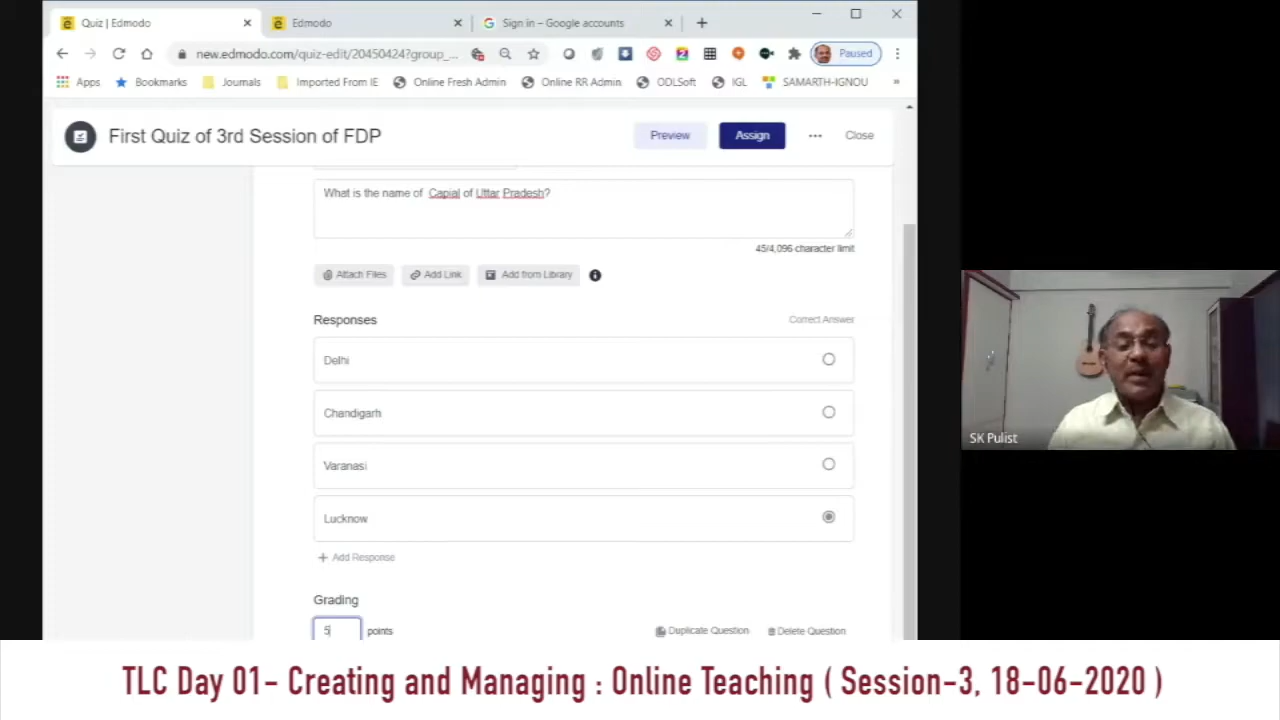 Quiz | Edmodo
Edmodo
Sign in – Google accounts
new.edmodo.com/quiz-edit/20450424?group_...
Paused
Apps
Bookmarks
Journals
Imported From IE
Online Fresh Admin
Online RR Admin
ODLSoft
IGL
SAMARTH-IGNOU
»
First Quiz of 3rd Session of FDP
Preview
Assign
Close
What is the name of Capial of Uttar Pradesh?
45/4,096 character limit
Attach Files
Add Link
Add from Library
Responses
Correct Answer
Delhi
Chandigarh
Varanasi
Lucknow
+ Add Response
Grading
5
points
Duplicate Question
Delete Question
SK Pulist
TLC Day 01- Creating and Managing : Online Teaching ( Session-3, 18-06-2020 )